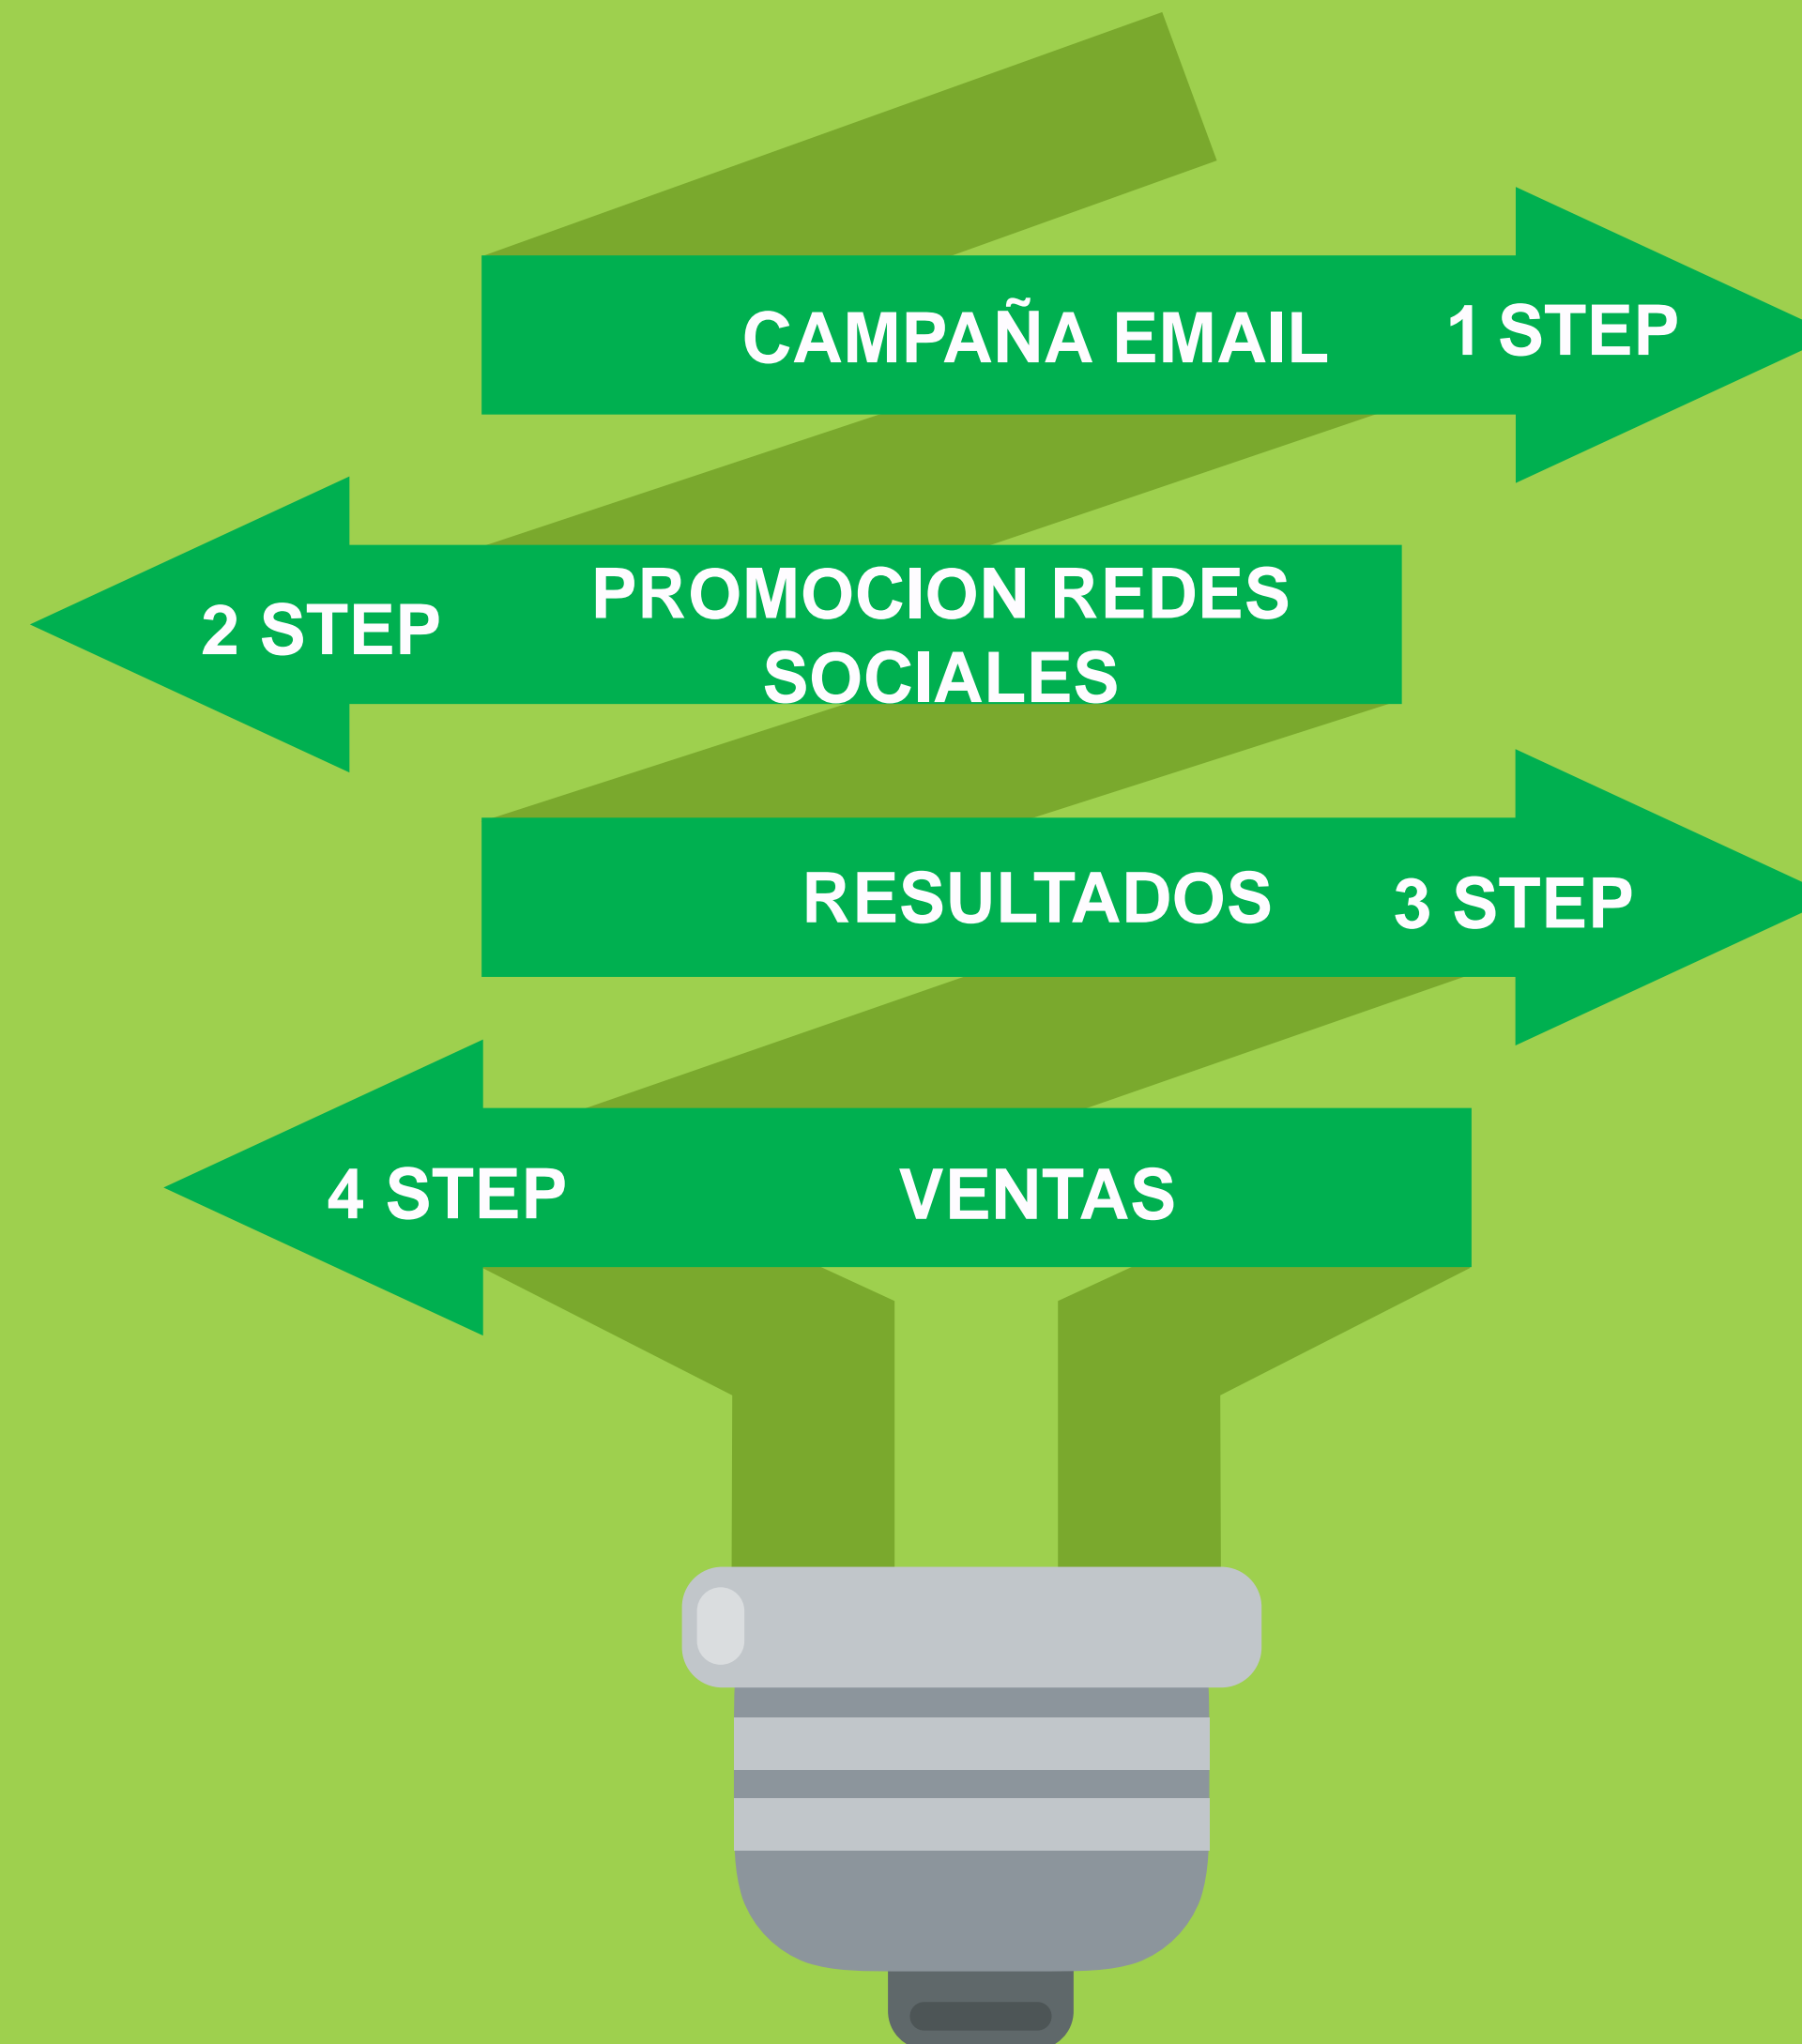 CAMPAÑA EMAIL
1 STEP
2 STEP
PROMOCION REDES
SOCIALES
RESULTADOS
3 STEP
4 STEP
VENTAS